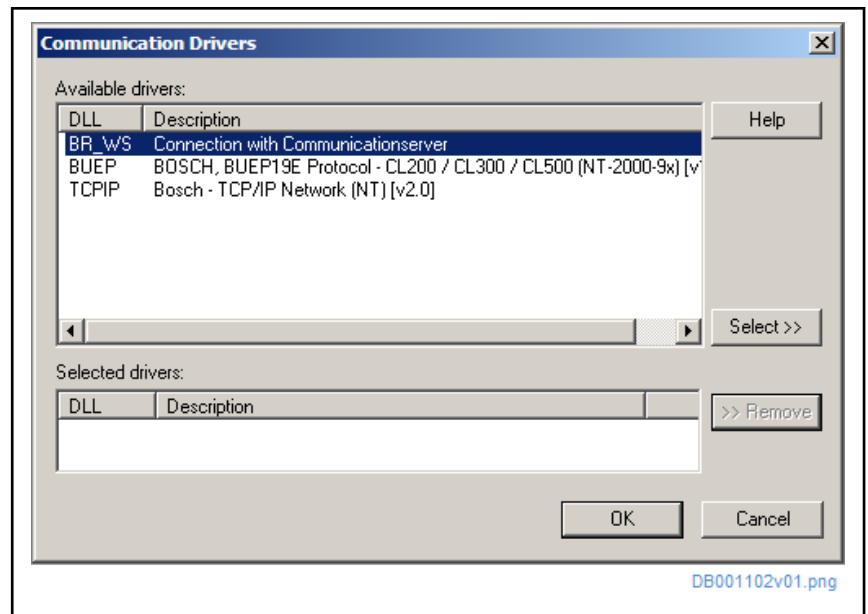 Communication Drivers
Available drivers:
DLL Description Help
BR_WS Connection with Communicationserver
BUEP BOSCH, BUEP19E Protocol - CL200 / CL300 / CL500 (NT-2000-9x) [v
TCPIP Bosch - TCP/IP Network (NT) [v2.0]
Select >>
Selected drivers:
DLL Description
>> Remove
OK Cancel
DB001102v01.png